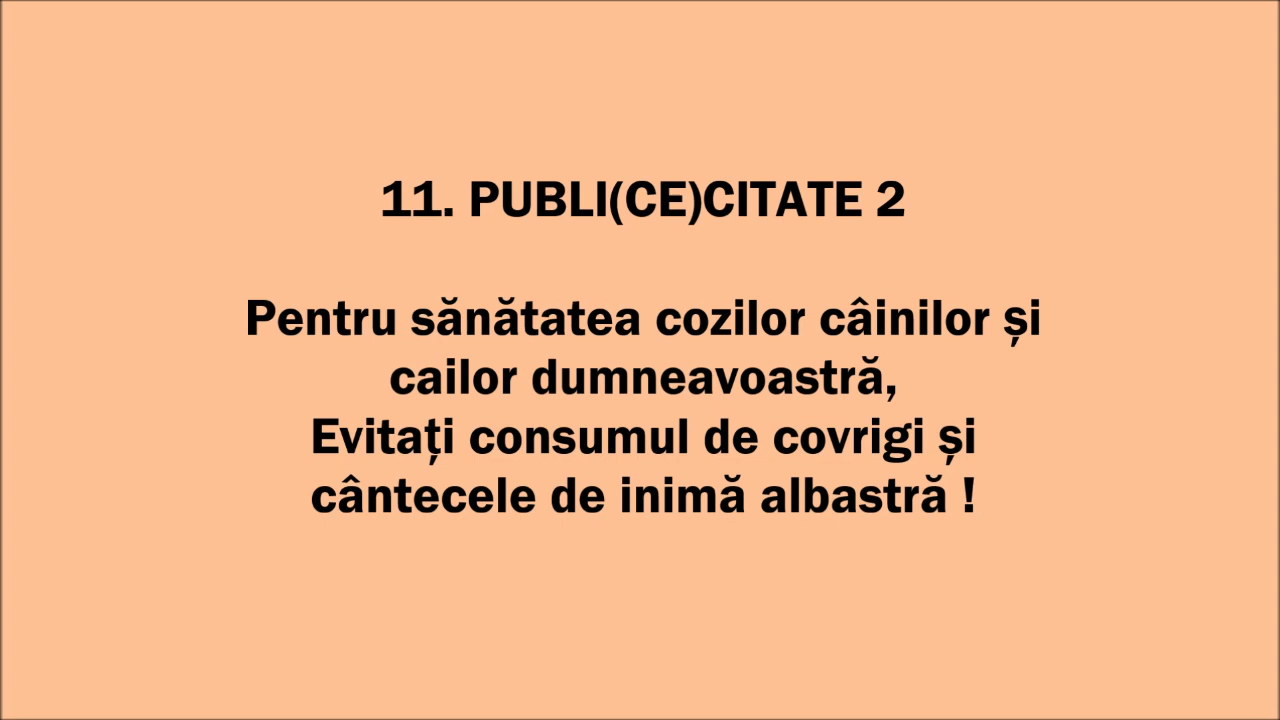 11. PUBLI(CE)CITATE 2
Pentru sănătatea cozilor câinilor și
cailor dumneavoastră,
Evitați consumul de covrigi și
cântecele de inimă albastră !